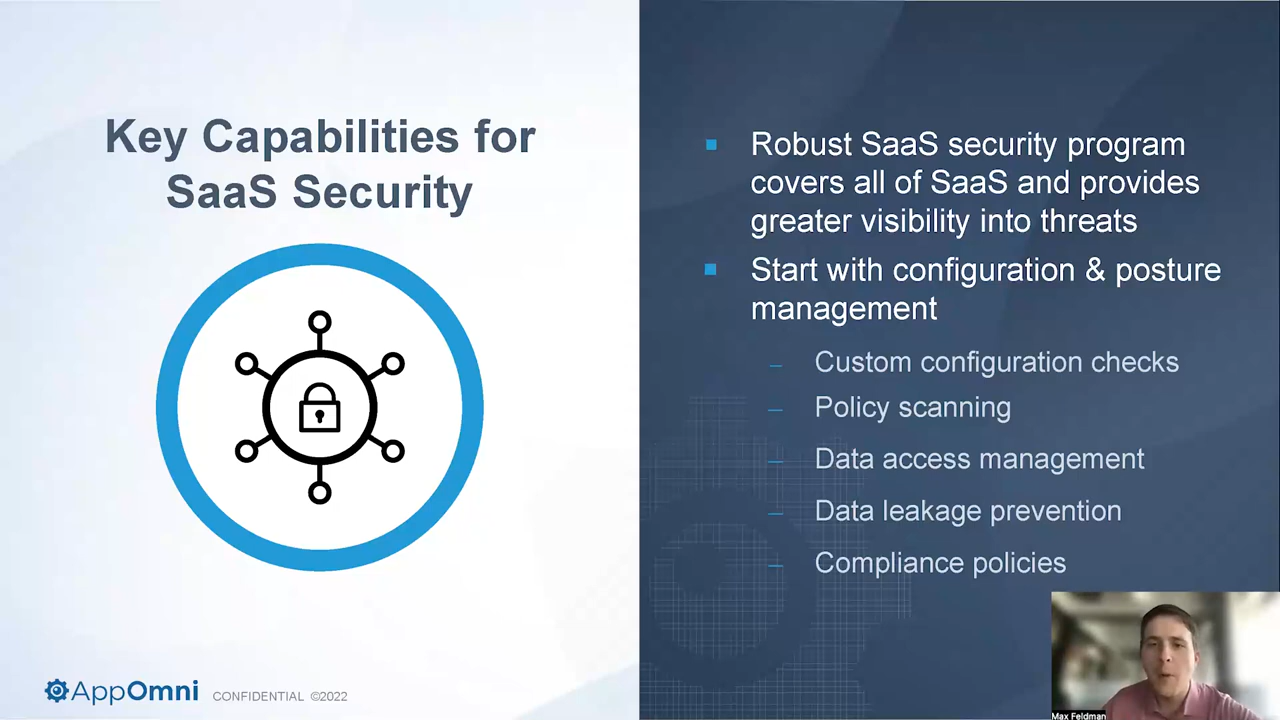 Key Capabilities for
SaaS Security
Robust SaaS security program
covers all of SaaS and provides
greater visibility into threats
Start with configuration & posture
management
Custom configuration checks
Policy scanning
Data access management
Data leakage prevention
Compliance policies
AppOmni CONFIDENTIAL ©2022
Max Feldman